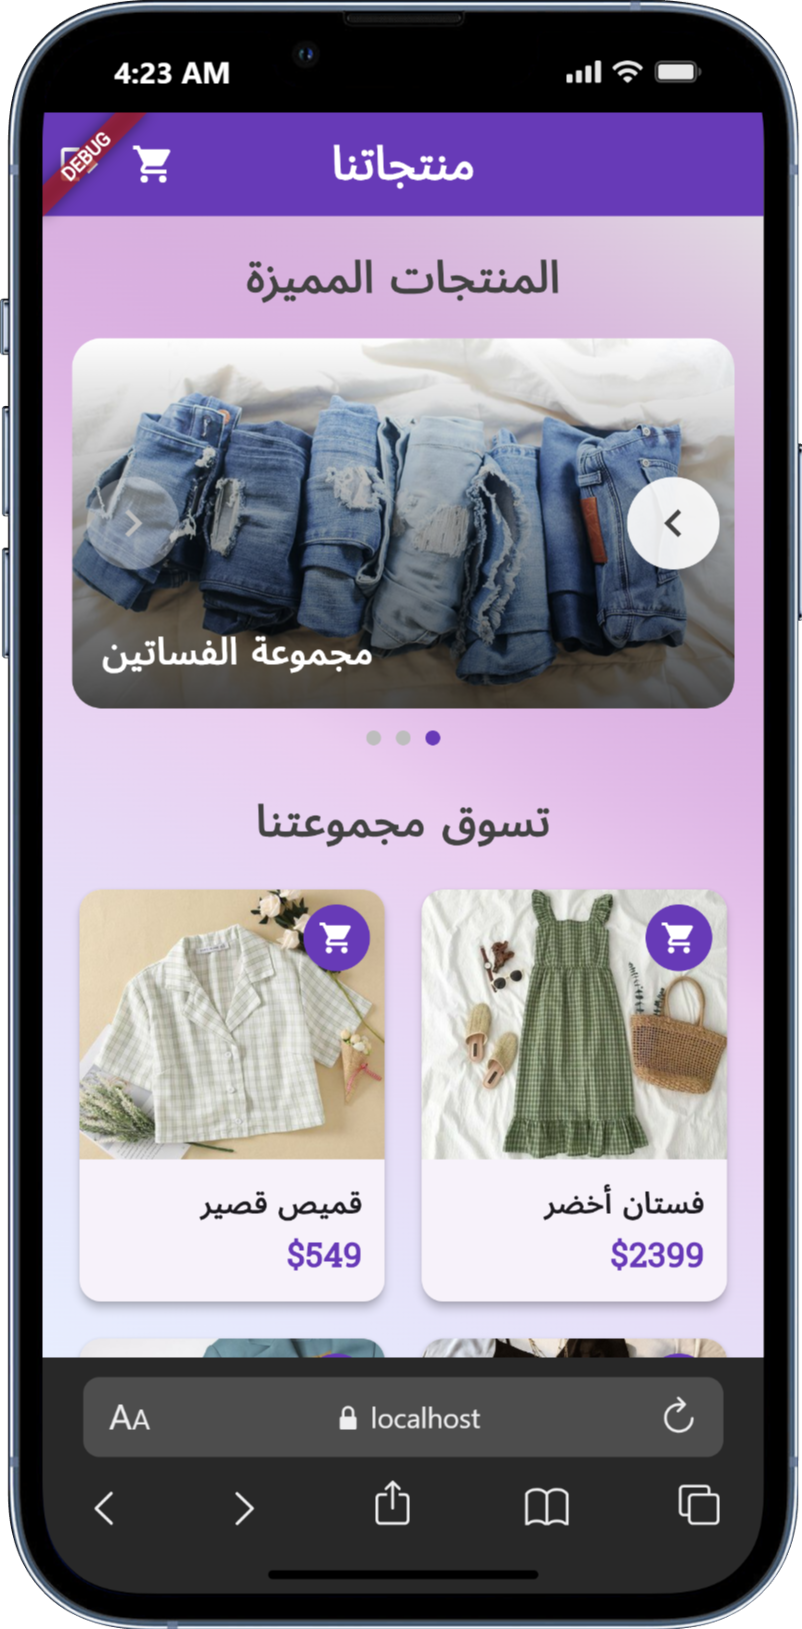 4:23 AM
DEBUG
منتجاتنا
المنتجات المميزة
مجموعة الفساتين
تسوق مجموعتنا
فستان أخضر
$2399
قميص قصير
$549
AA
localhost